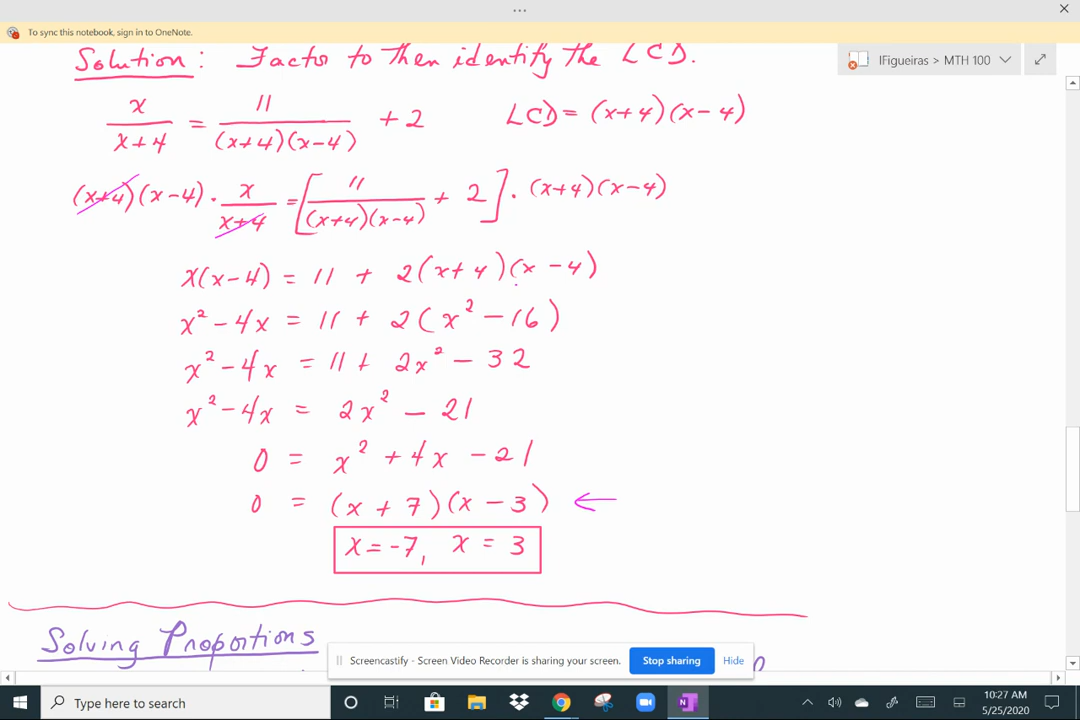 To sync this notebook, sign in to OneNote.
Solution: Factor to then identify the LCD.
IFigueiras > MTH 100
x/(x+4) = 11/((x+4)(x-4)) + 2 LCD = (x+4)(x-4)
(x+4)(x-4) · x/(x+4) = [11/((x+4)(x-4)) + 2] · (x+4)(x-4)
x(x-4) = 11 + 2(x+4)(x-4)
x² - 4x = 11 + 2(x² - 16)
x² - 4x = 11 + 2x² - 32
x² - 4x = 2x² - 21
0 = x² + 4x - 21
0 = (x + 7)(x - 3) ←
x = -7, x = 3
Solving Proportions
Screencastify - Screen Video Recorder is sharing your screen. Stop sharing Hide
Type here to search
10:27 AM
5/25/2020